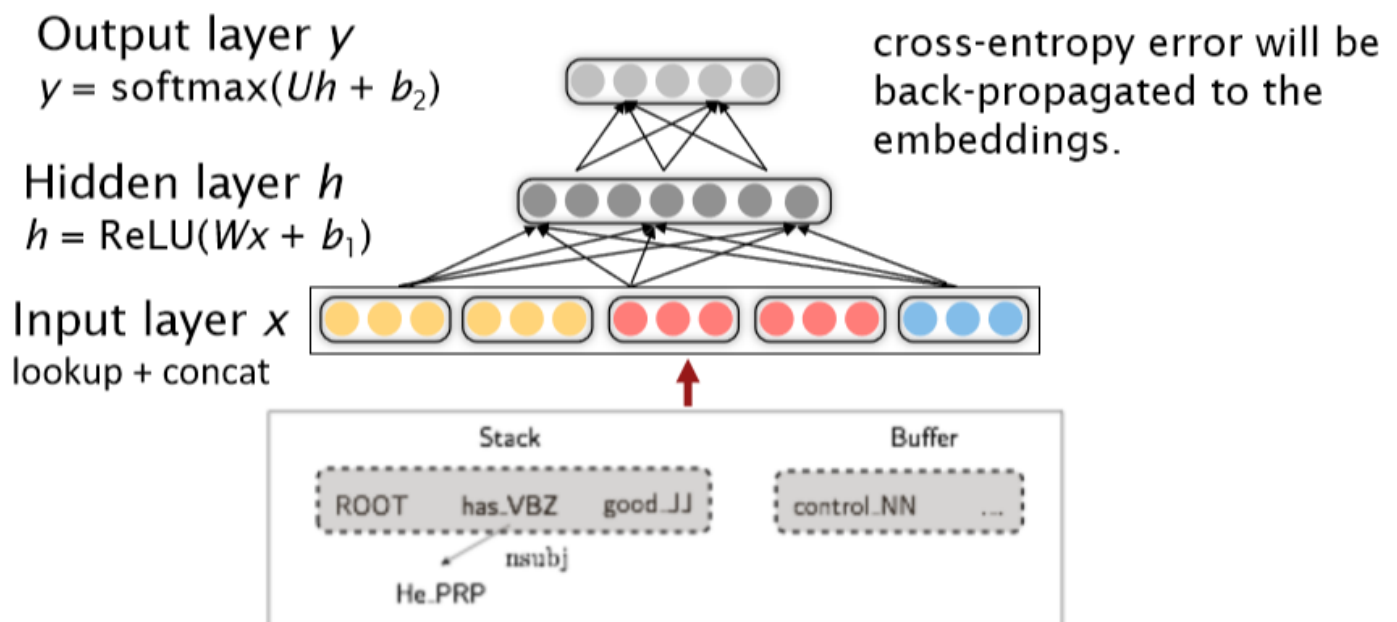 Output layer y
y = softmax(Uh + b₂)
cross-entropy error will be
back-propagated to the
embeddings.
Hidden layer h
h = ReLU(Wx + b₁)
Input layer x
lookup + concat
Stack
Buffer
ROOT has_VBZ good_JJ
control_NN ...
nsubj
He_PRP